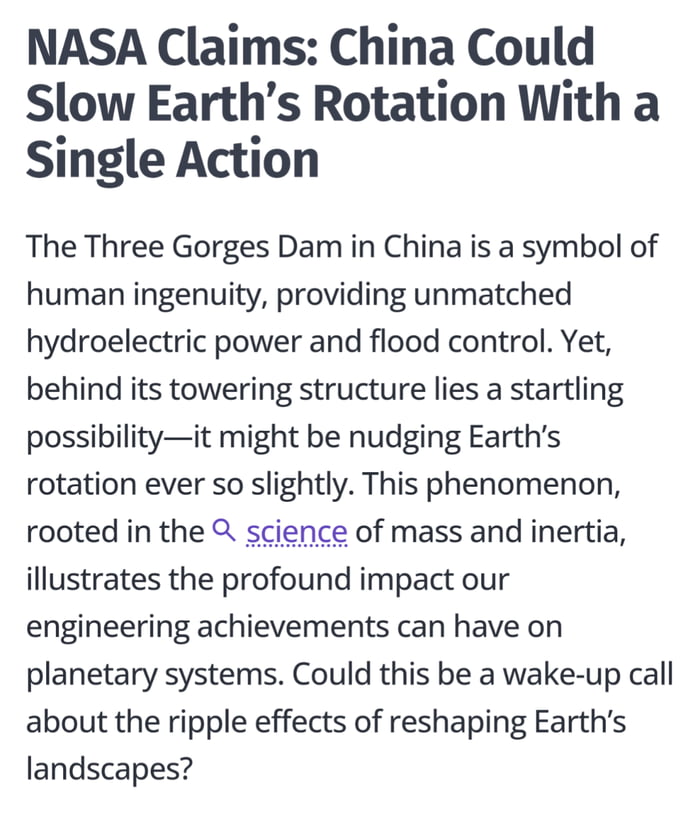 NASA Claims: China Could
Slow Earth’s Rotation With a
Single Action
The Three Gorges Dam in China is a symbol of
human ingenuity, providing unmatched
hydroelectric power and flood control. Yet,
behind its towering structure lies a startling
possibility—it might be nudging Earth’s
rotation ever so slightly. This phenomenon,
rooted in the science of mass and inertia,
illustrates the profound impact our
engineering achievements can have on
planetary systems. Could this be a wake-up call
about the ripple effects of reshaping Earth’s
landscapes?